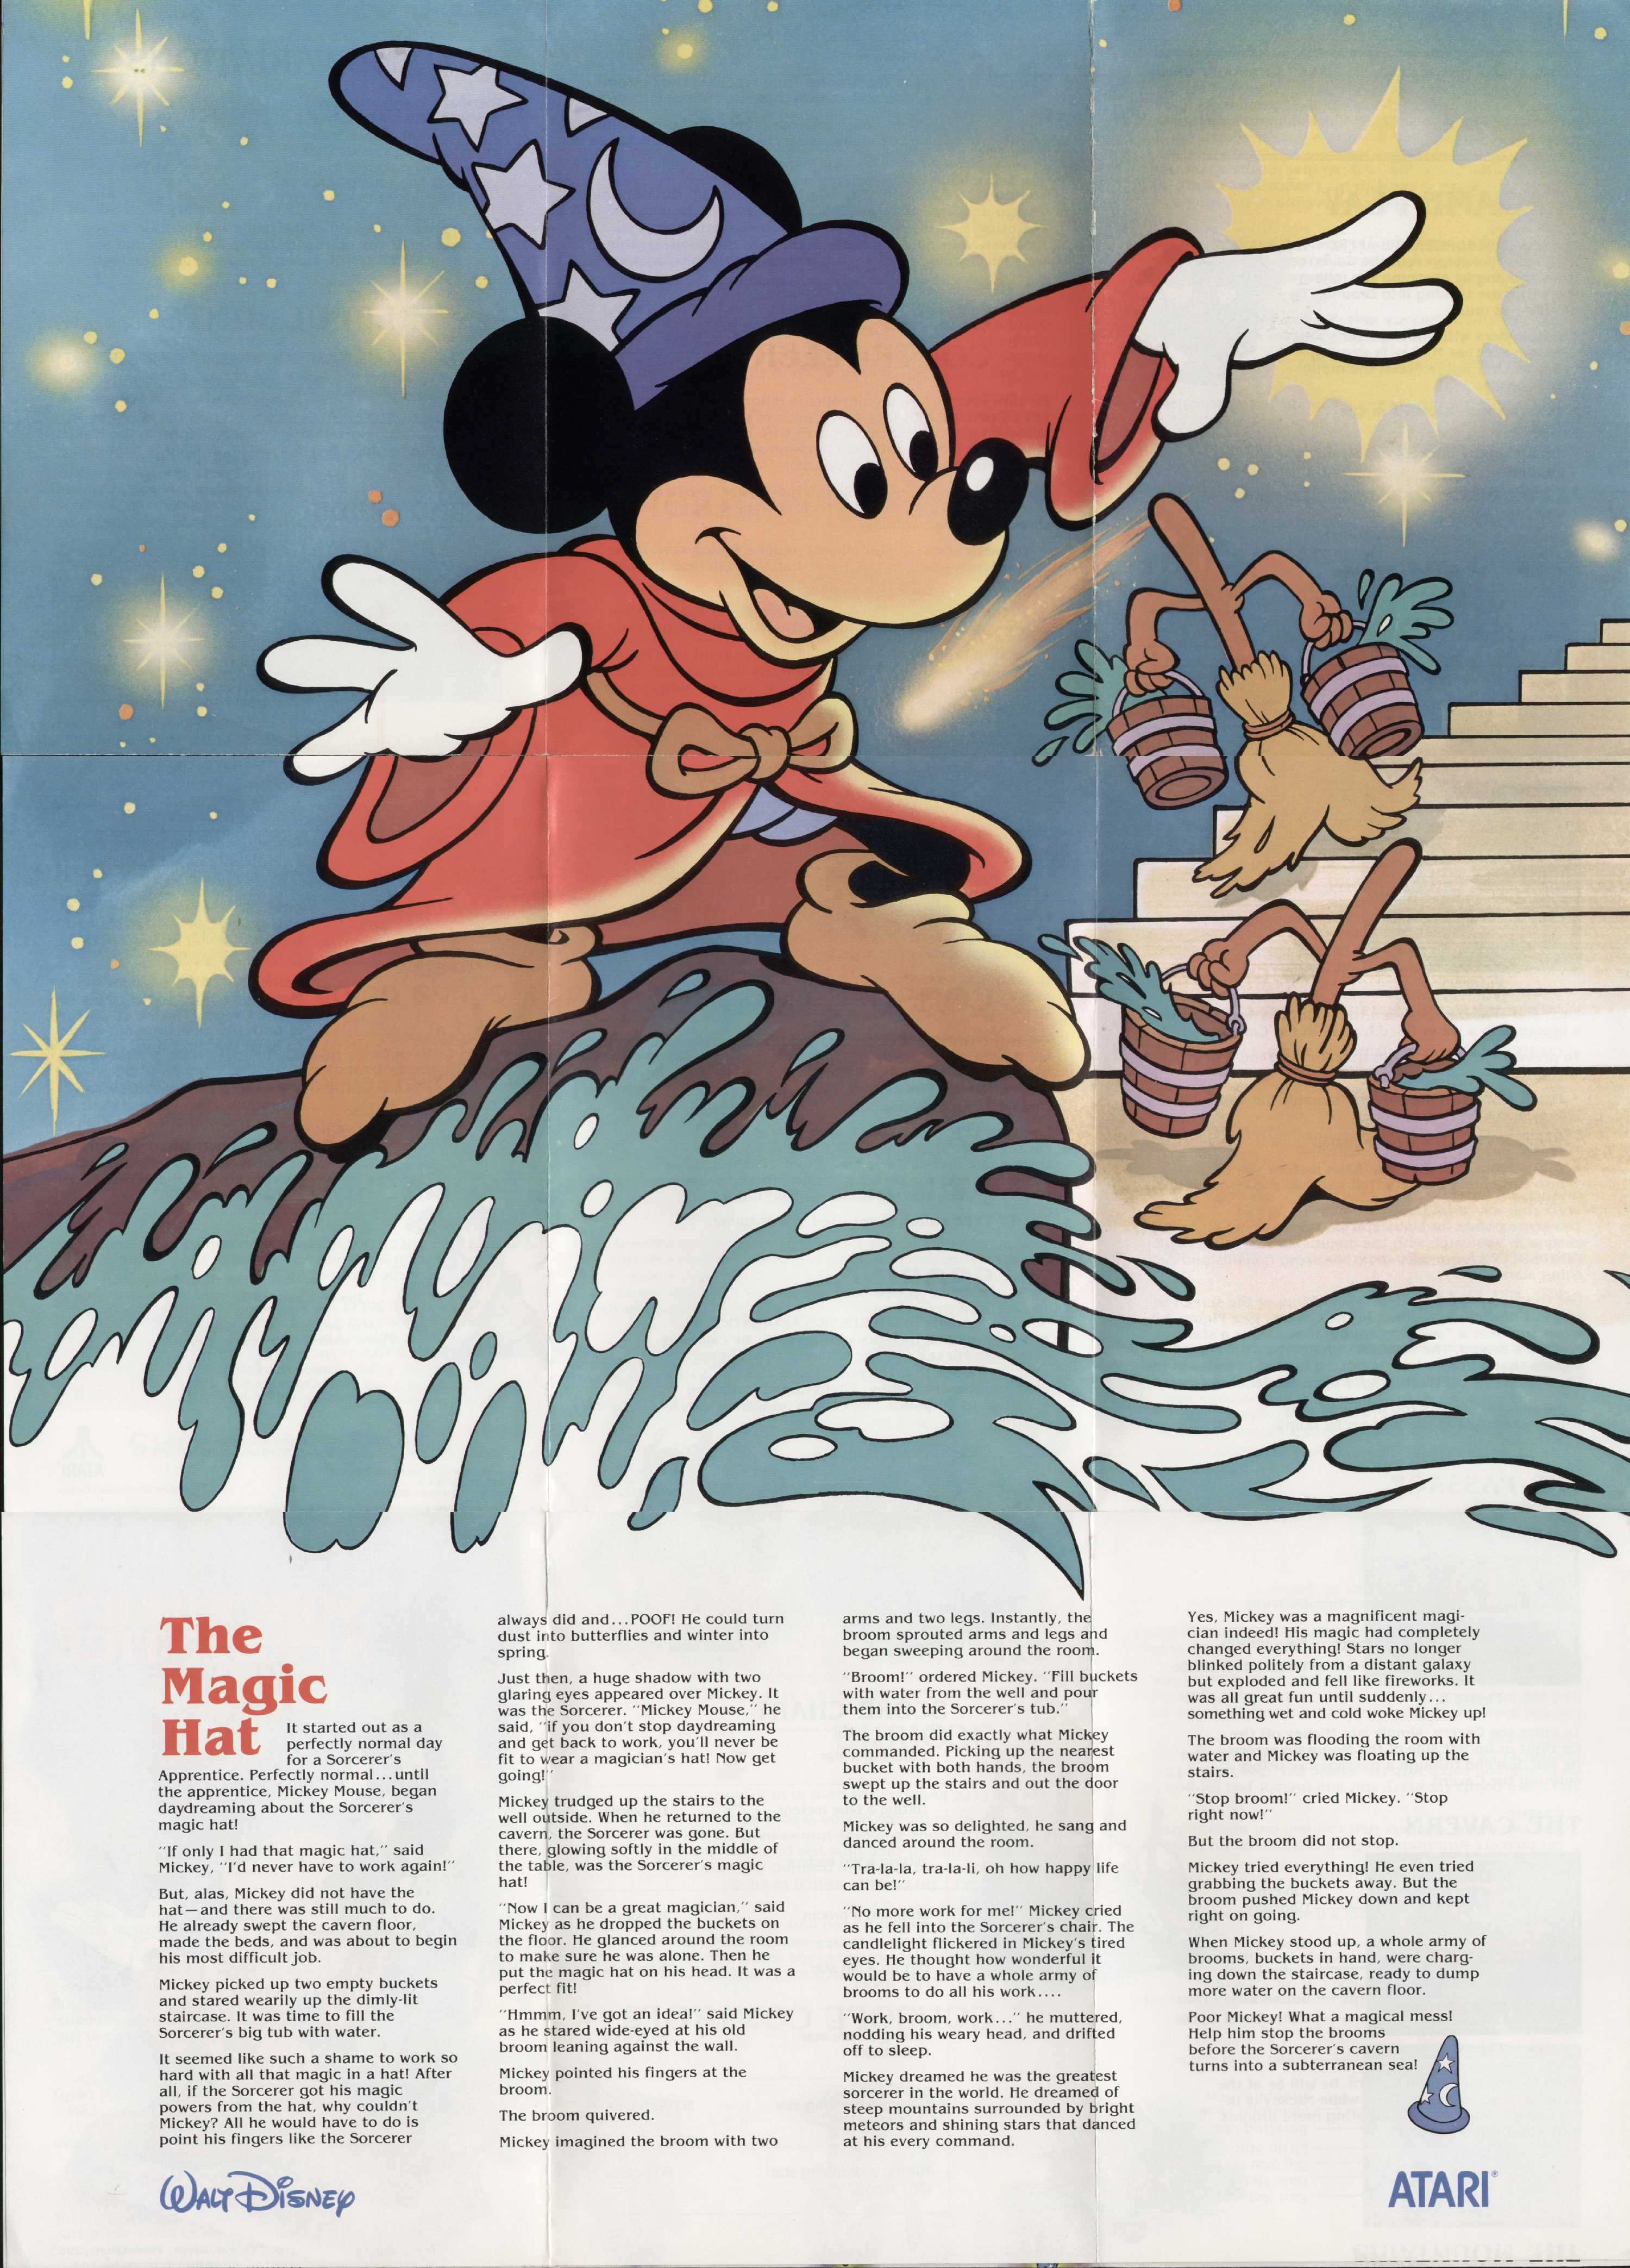 The
Magic
Hat
It started out as a
perfectly normal day
for a Sorcerer's
Apprentice. Perfectly normal...until
the apprentice, Mickey Mouse, began
daydreaming about the Sorcerer's
magic hat!
"If only I had that magic hat," said
Mickey, "I'd never have to work again!"
But, alas, Mickey did not have the
hat—and there was still much to do.
He already swept the cavern floor,
made the beds, and was about to begin
his most difficult job.
Mickey picked up two empty buckets
and stared wearily up the dimly-lit
staircase. It was time to fill the
Sorcerer's big tub with water.
It seemed like such a shame to work so
hard with all that magic in a hat! After
all, if the Sorcerer got his magic
powers from the hat, why couldn't
Mickey? All he would have to do is
point his fingers like the Sorcerer
always did and...POOF! He could turn
dust into butterflies and winter into
spring.
Just then, a huge shadow with two
glaring eyes appeared over Mickey. It
was the Sorcerer. "Mickey Mouse," he
said, "if you don't stop daydreaming
and get back to work, you'll never be
fit to wear a magician's hat! Now get
going!"
Mickey trudged up the stairs to the
well outside. When he returned to the
cavern, the Sorcerer was gone. But
there, glowing softly in the middle of
the table, was the Sorcerer's magic
hat!
"Now I can be a great magician," said
Mickey as he dropped the buckets on
the floor. He glanced around the room
to make sure he was alone. Then he
put the magic hat on his head. It was a
perfect fit!
"Hmmm, I've got an idea!" said Mickey
as he stared wide-eyed at his old
broom leaning against the wall.
Mickey pointed his fingers at the
broom.
The broom quivered.
Mickey imagined the broom with two
arms and two legs. Instantly, the
broom sprouted arms and legs and
began sweeping around the room.
"Broom!" ordered Mickey. "Fill buckets
with water from the well and pour
them into the Sorcerer's tub."
The broom did exactly what Mickey
commanded. Picking up the nearest
bucket with both hands, the broom
swept up the stairs and out the door
to the well.
Mickey was so delighted, he sang and
danced around the room.
"Tra-la-la, tra-la-li, oh how happy life
can be!"
"No more work for me!" Mickey cried
as he fell into the Sorcerer's chair. The
candlelight flickered in Mickey's tired
eyes. He thought how wonderful it
would be to have a whole army of
brooms to do all his work....
"Work, broom, work..." he muttered,
nodding his weary head, and drifted
off to sleep.
Mickey dreamed he was the greatest
sorcerer in the world. He dreamed of
steep mountains surrounded by bright
meteors and shining stars that danced
at his every command.
Yes, Mickey was a magnificent magi-
cian indeed! His magic had completely
changed everything! Stars no longer
blinked politely from a distant galaxy
but exploded and fell like fireworks. It
was all great fun until suddenly...
something wet and cold woke Mickey up!
The broom was flooding the room with
water and Mickey was floating up the
stairs.
"Stop broom!" cried Mickey. "Stop
right now!"
But the broom did not stop.
Mickey tried everything! He even tried
grabbing the buckets away. But the
broom pushed Mickey down and kept
right on going.
When Mickey stood up, a whole army of
brooms, buckets in hand, were charg-
ing down the staircase, ready to dump
more water on the cavern floor.
Poor Mickey! What a magical mess!
Help him stop the brooms
before the Sorcerer's cavern
turns into a subterranean sea!
WALT DISNEY
ATARI®